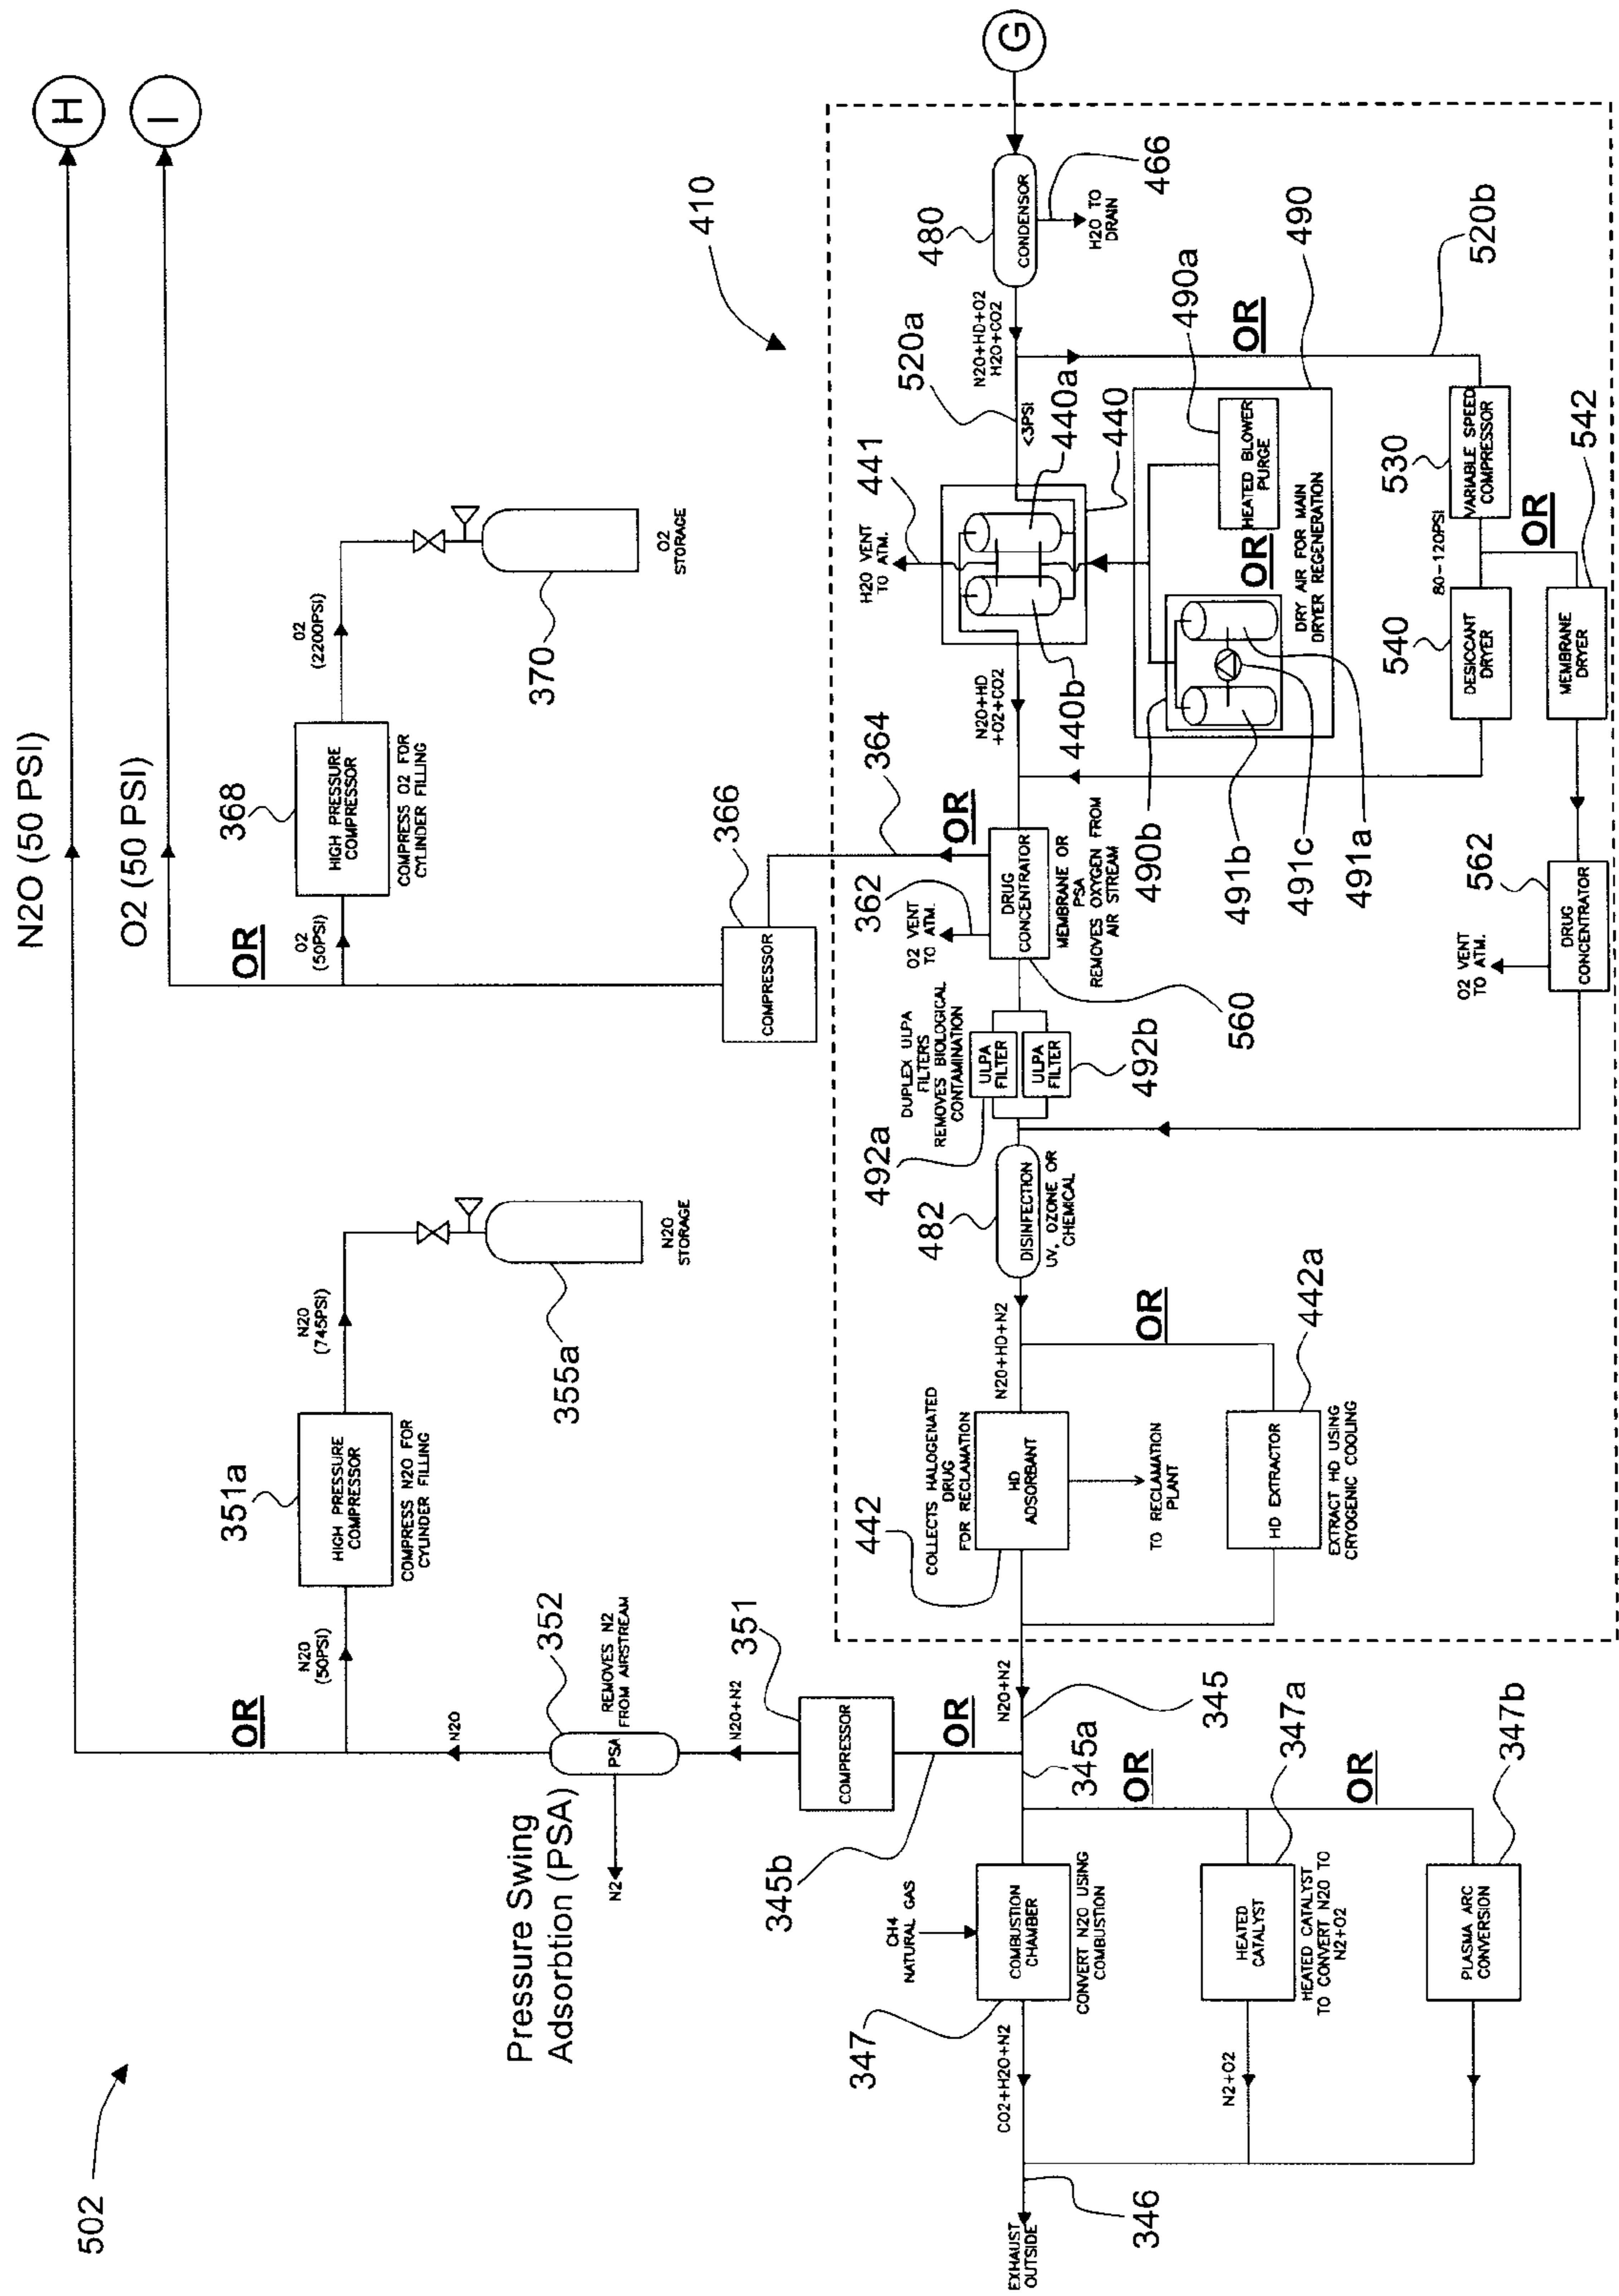 502
N2O (50 PSI)
H
O2 (50 PSI)
I
OR
N2O
(50PSI)
351a
HIGH PRESSURE
COMPRESSOR
COMPRESS N2O FOR
CYLINDER FILLING
N2O
(745PSI)
355a
N2O
STORAGE
OR
O2
(50PSI)
368
HIGH PRESSURE
COMPRESSOR
COMPRESS O2 FOR
CYLINDER FILLING
O2
(2200PSI)
370
O2
STORAGE
410
N2O
Pressure Swing
Adsorbtion (PSA)
N2
PSA
352
REMOVES N2
FROM AIRSTREAM
N2O+N2
351
COMPRESSOR
345b
OR
366
COMPRESSOR
364
OR
362
O2 VENT
TO ATM.
441
H2O VENT
TO ATM.
520a
<3PSI
440a
440
440b
480
CONDENSOR
G
466
H2O TO
DRAIN
N2O+HD+O2
H2O+CO2
N2O+HD
+O2+CO2
DRUG
CONCENTRATOR
MEMBRANE OR
PSA
REMOVES OXYGEN FROM
AIR STREAM
560
DUPLEX ULPA
FILTERS
REMOVES BIOLOGICAL
CONTAMINATION
ULPA
FILTER
ULPA
FILTER
492a
492b
482
DISINFECTION
UV, OZONE OR
CHEMICAL
N2O+HD+N2
OR
442
COLLECTS HALOGENATED
DRUG
FOR RECLAMATION
HD
ADSORBANT
TO RECLAMATION
PLANT
442a
HD EXTRACTOR
EXTRACT HD USING
CRYOGENIC COOLING
N2O+N2
345
345a
CH4
NATURAL GAS
COMBUSTION
CHAMBER
CONVERT N2O USING
COMBUSTION
347
CO2+H2O+N2
OR
347a
HEATED
CATALYST
HEATED CATALYST
TO CONVERT N2O TO
N2+O2
N2+O2
OR
347b
PLASMA ARC
CONVERSION
346
EXHAUST
OUTSIDE
490
490a
HEATED BLOWER
PURGE
OR
DRY AIR FOR MAIN
DRYER REGENERATION
490b
491b
491c
491a
OR
520b
530
VARIABLE SPEED
COMPRESSOR
80-120PSI
OR
540
DESICCANT
DRYER
542
MEMBRANE
DRYER
562
DRUG
CONCENTRATOR
O2 VENT
TO ATM.